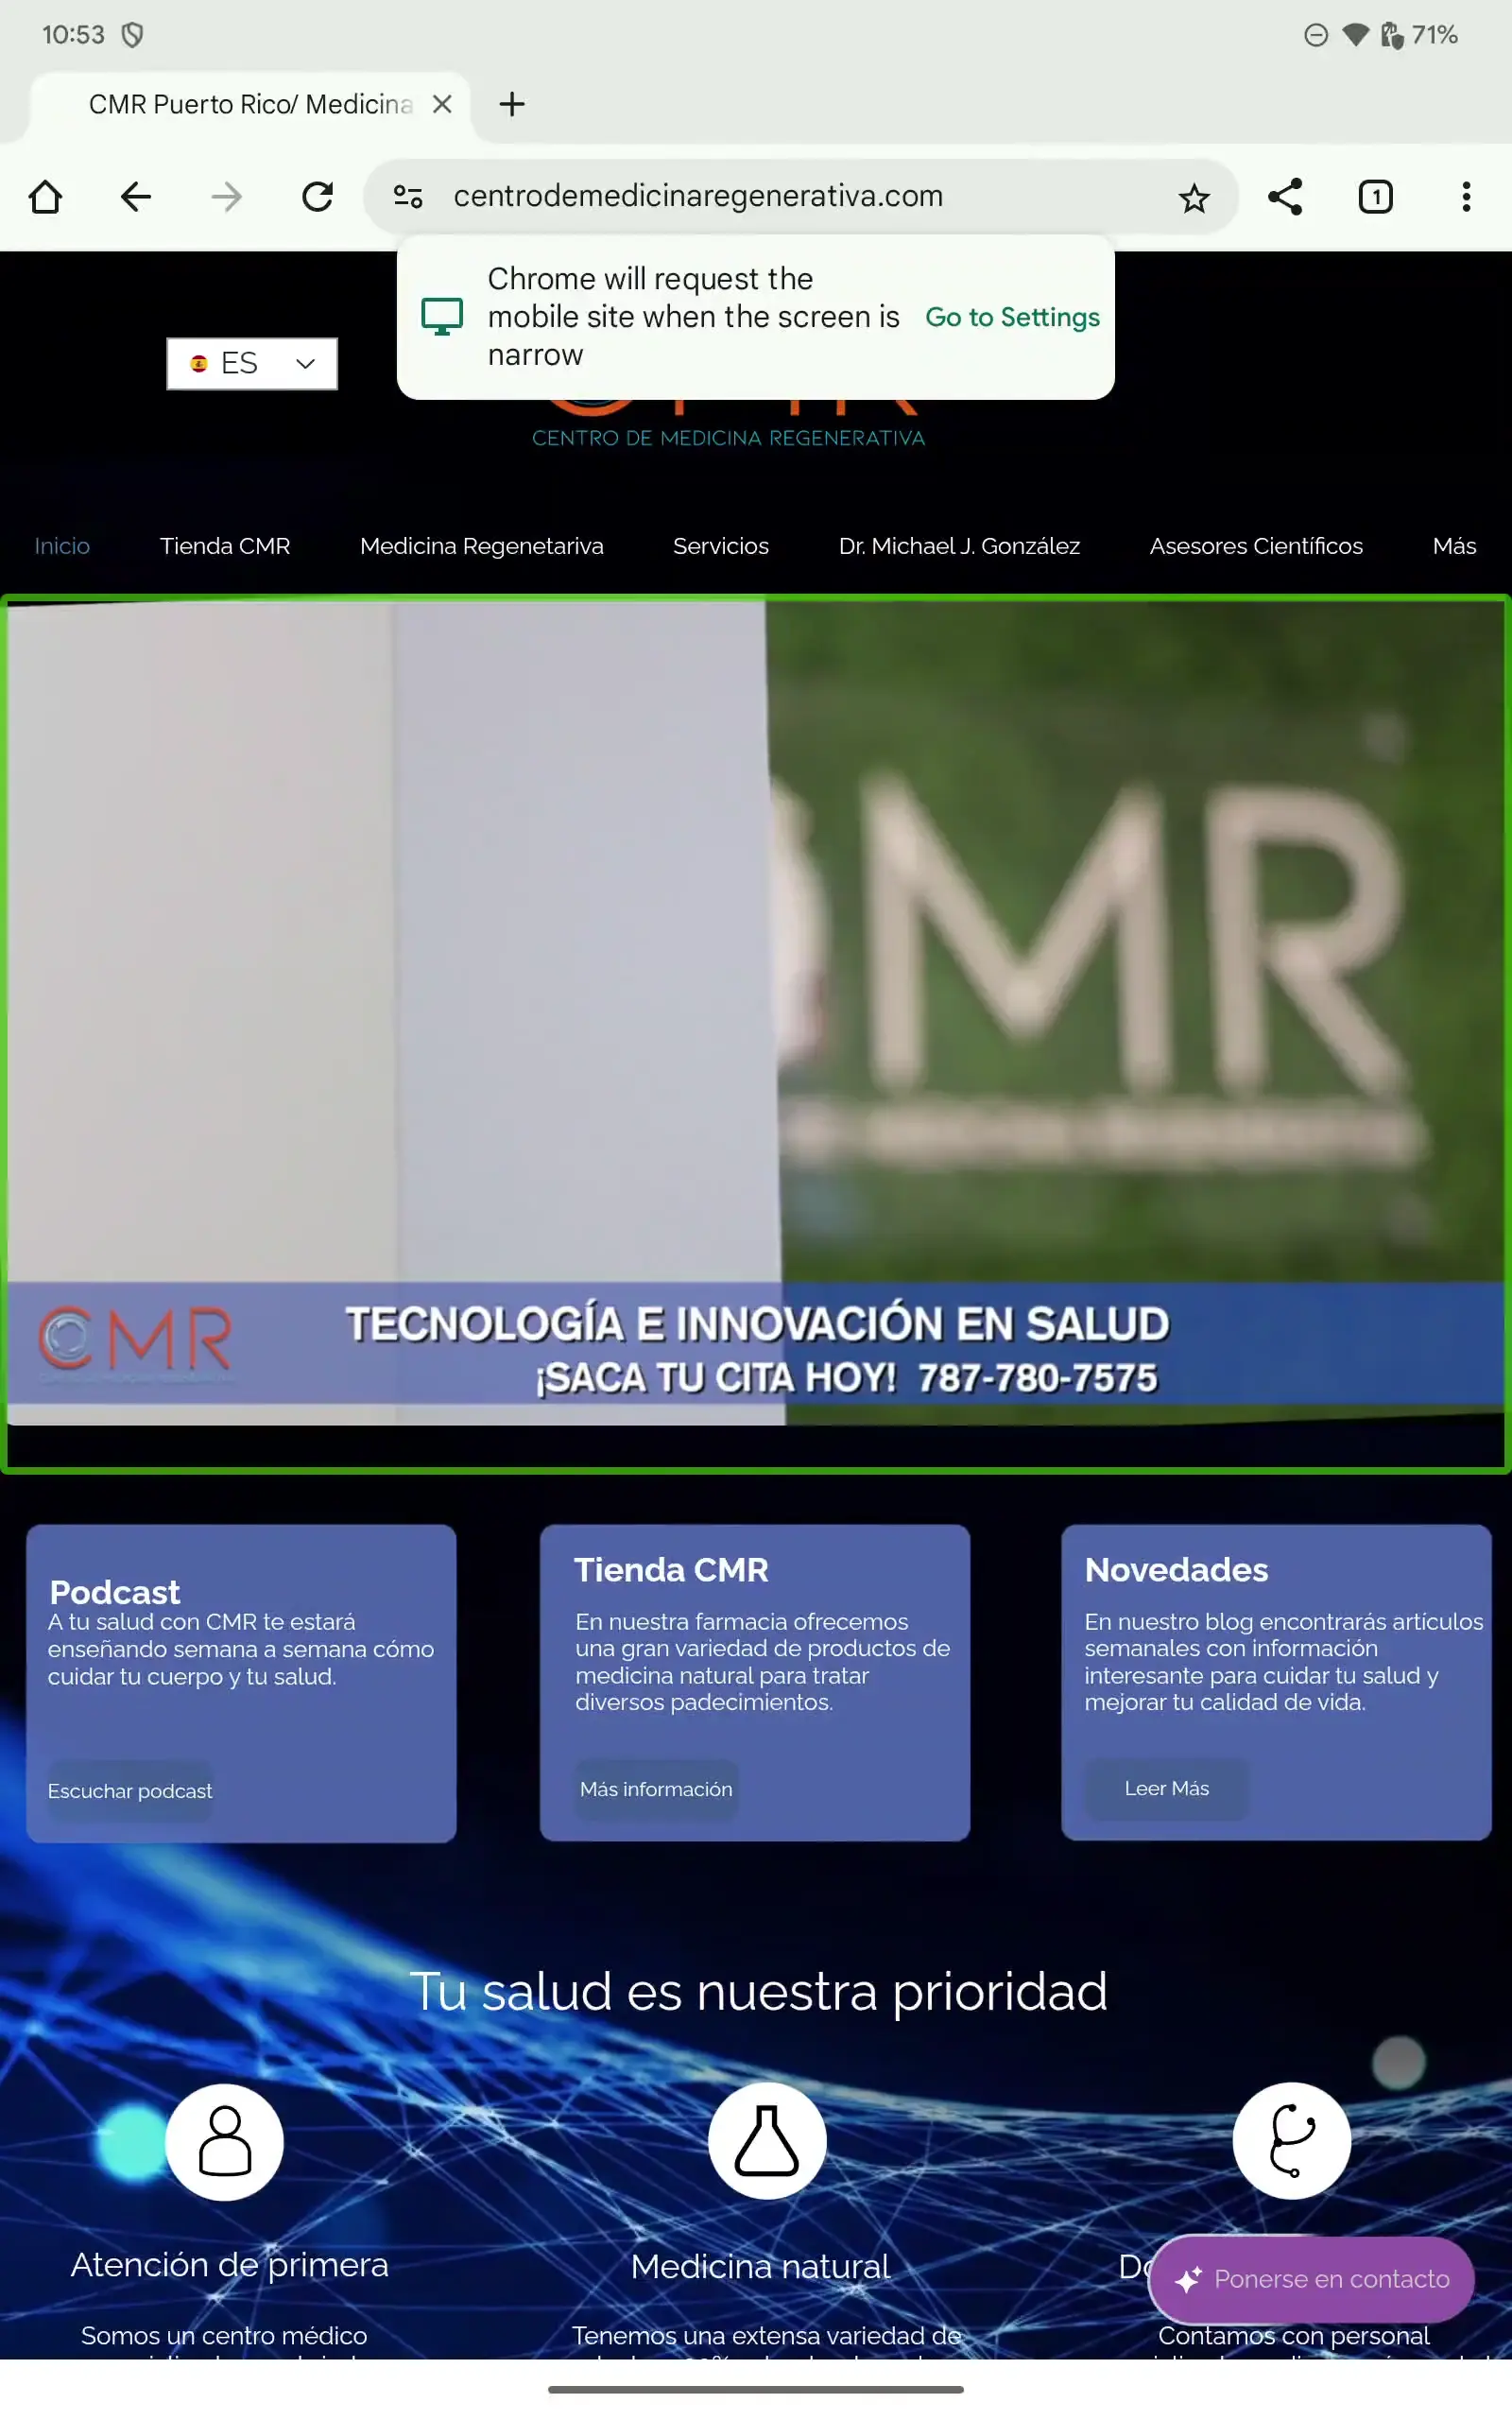 10:53
71%
CMR Puerto Rico/ Medicina
centrodemedicinaregenerativa.com
1
Chrome will request the
mobile site when the screen is
narrow
Go to Settings
ES
CENTRO DE MEDICINA REGENERATIVA
Inicio
Tienda CMR
Medicina Regenetariva
Servicios
Dr. Michael J. González
Asesores Científicos
Más
MR
CMR
TECNOLOGÍA E INNOVACIÓN EN SALUD
¡SACA TU CITA HOY! 787-780-7575
Podcast
A tu salud con CMR te estará
enseñando semana a semana cómo
cuidar tu cuerpo y tu salud.
Escuchar podcast
Tienda CMR
En nuestra farmacia ofrecemos
una gran variedad de productos de
medicina natural para tratar
diversos padecimientos.
Más información
Novedades
En nuestro blog encontrarás artículos
semanales con información
interesante para cuidar tu salud y
mejorar tu calidad de vida.
Leer Más
Tu salud es nuestra prioridad
Atención de primera
Somos un centro médico
Medicina natural
Tenemos una extensa variedad de
Ponerse en contacto
Contamos con personal